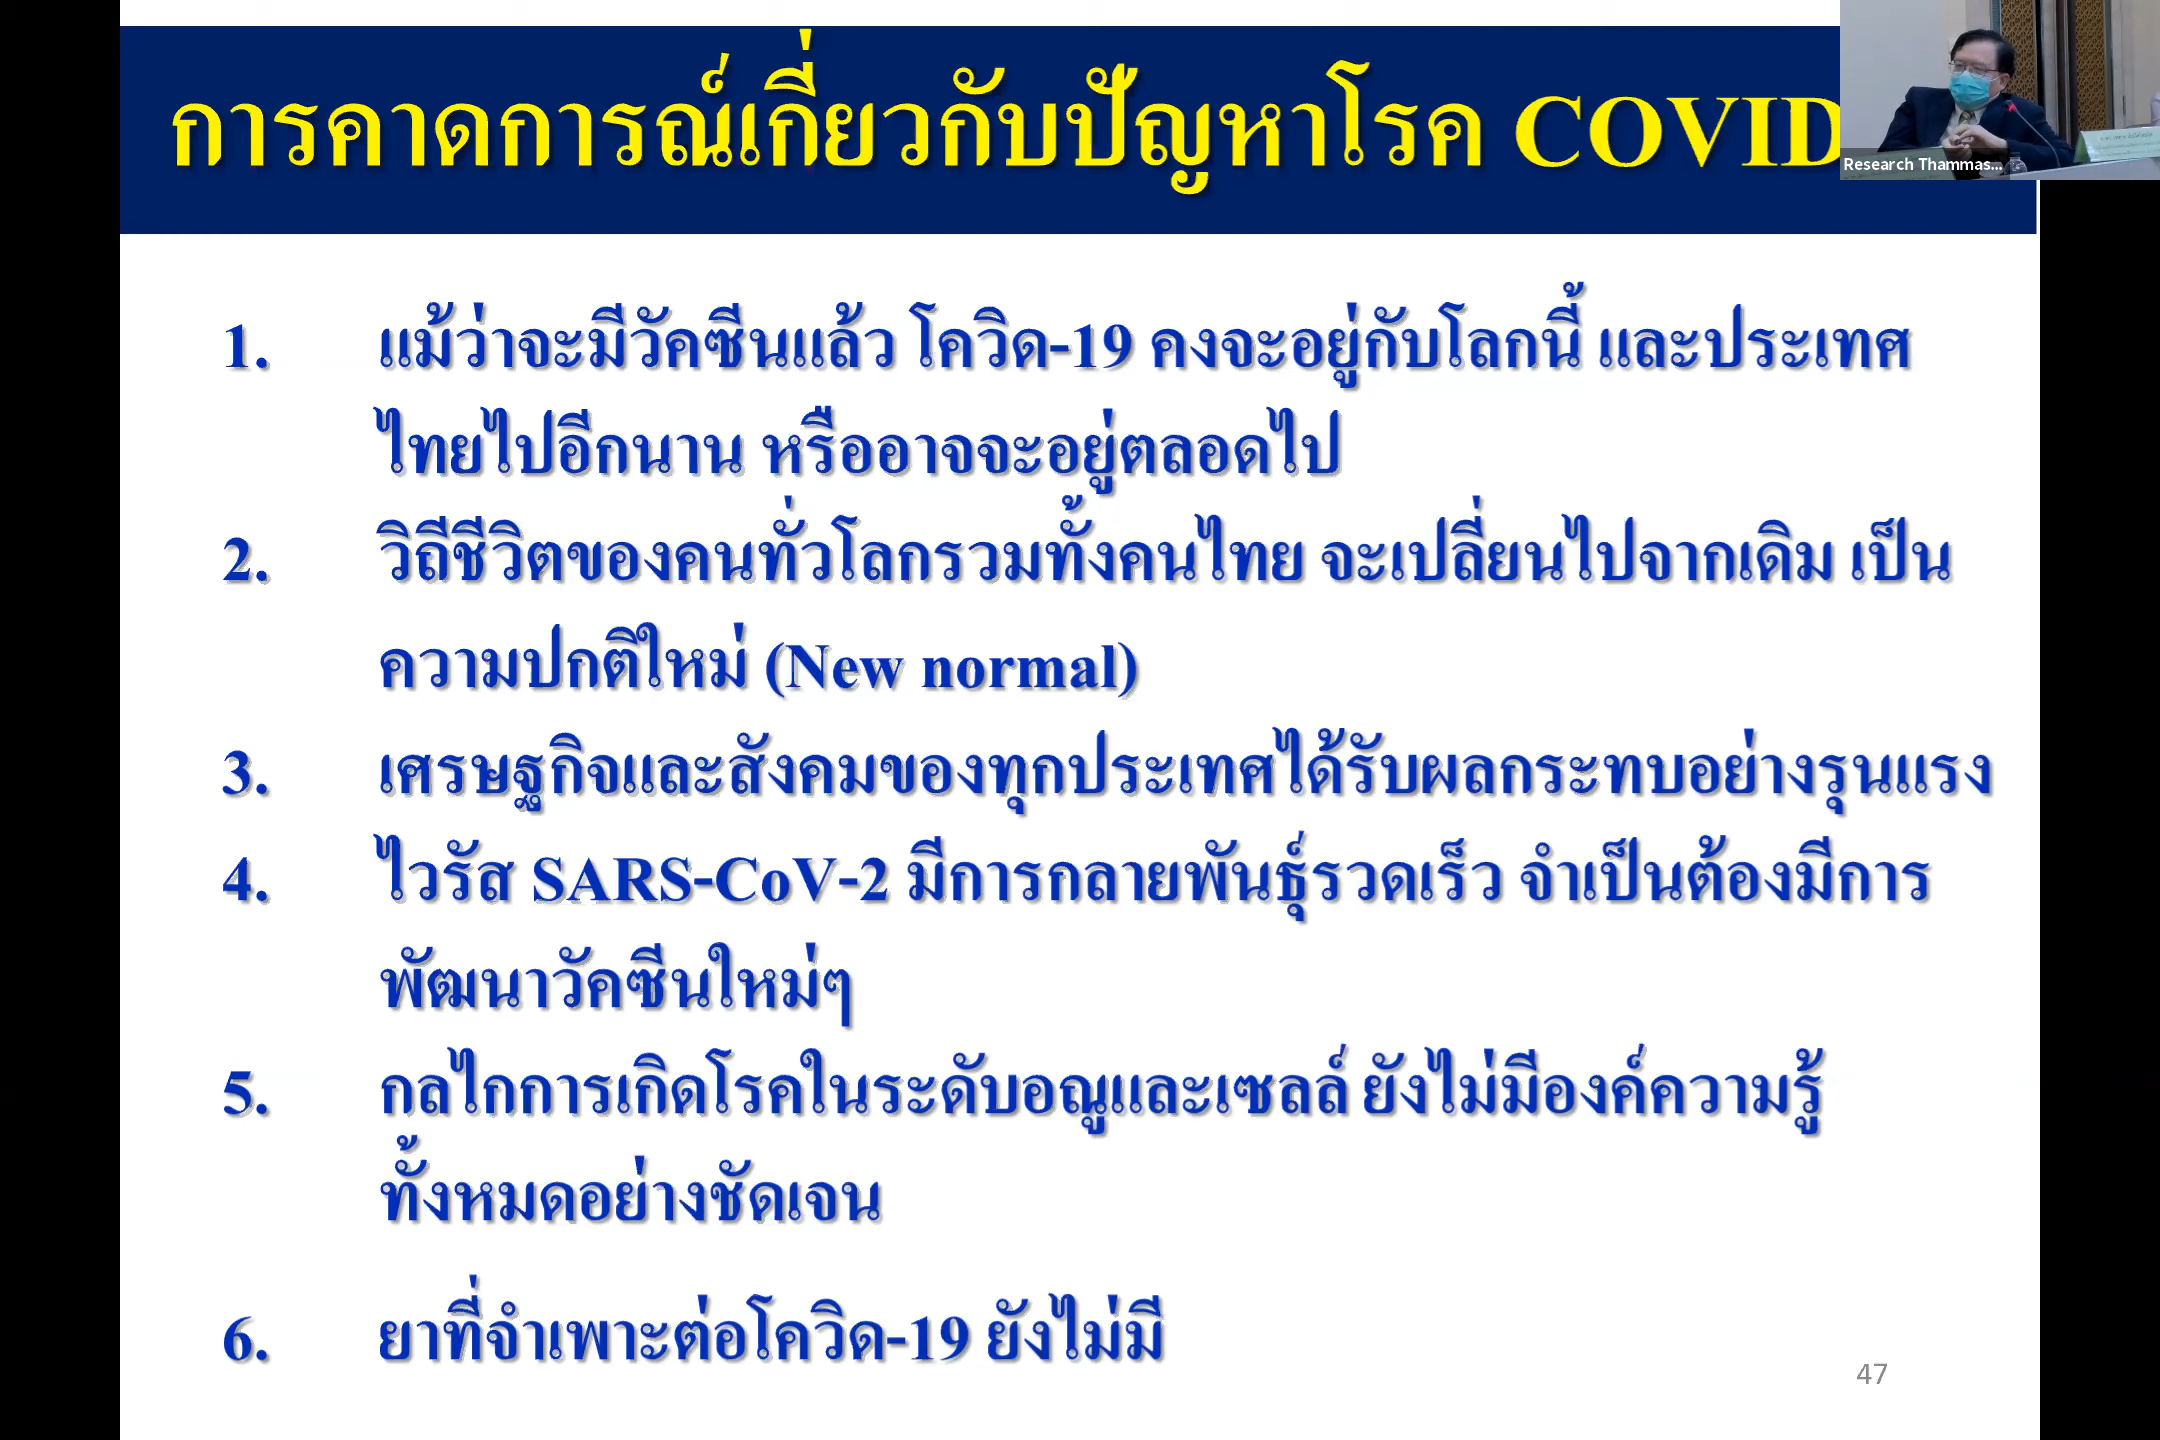 การคาดการณ์เกี่ยวกับปัญหาโรค COVID
Research Thammas...
1. แม้ว่าจะมีวัคซีนแล้ว โควิด-19 คงจะอยู่กับโลกนี้ และประเทศ
ไทยไปอีกนาน หรืออาจจะอยู่ตลอดไป
2. วิถีชีวิตของคนทั่วโลกรวมทั้งคนไทย จะเปลี่ยนไปจากเดิม เป็น
ความปกติใหม่ (New normal)
3. เศรษฐกิจและสังคมของทุกประเทศได้รับผลกระทบอย่างรุนแรง
4. ไวรัส SARS-CoV-2 มีการกลายพันธุ์รวดเร็ว จำเป็นต้องมีการ
พัฒนาวัคซีนใหม่ๆ
5. กลไกการเกิดโรคในระดับอณูและเซลล์ ยังไม่มีองค์ความรู้
ทั้งหมดอย่างชัดเจน
6. ยาที่จำเพาะต่อโควิด-19 ยังไม่มี
47